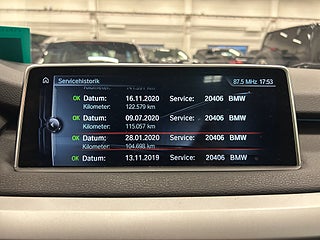 Servicehistorik 87.5 MHz 17:53
OK Datum: 16.11.2020 Service: 20406 BMW
Kilometer: 122.579 km
OK Datum: 09.07.2020 Service: 20406 BMW
Kilometer: 115.057 km
OK Datum: 28.01.2020 Service: 20406 BMW
Kilometer: 104.698 km
OK Datum: 13.11.2019 Service: 20406 BMW